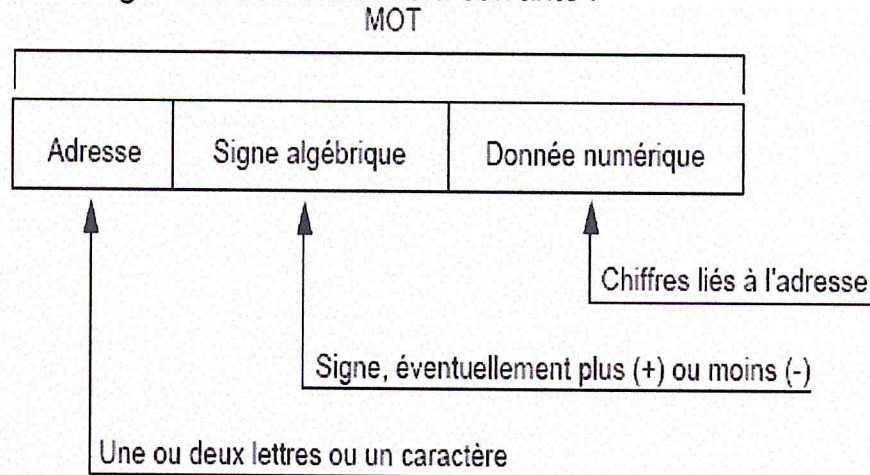 MOT
Adresse Signe algébrique Donnée numérique
Chiffres liés à l'adresse
Signe, éventuellement plus (+) ou moins (-)
Une ou deux lettres ou un caractère